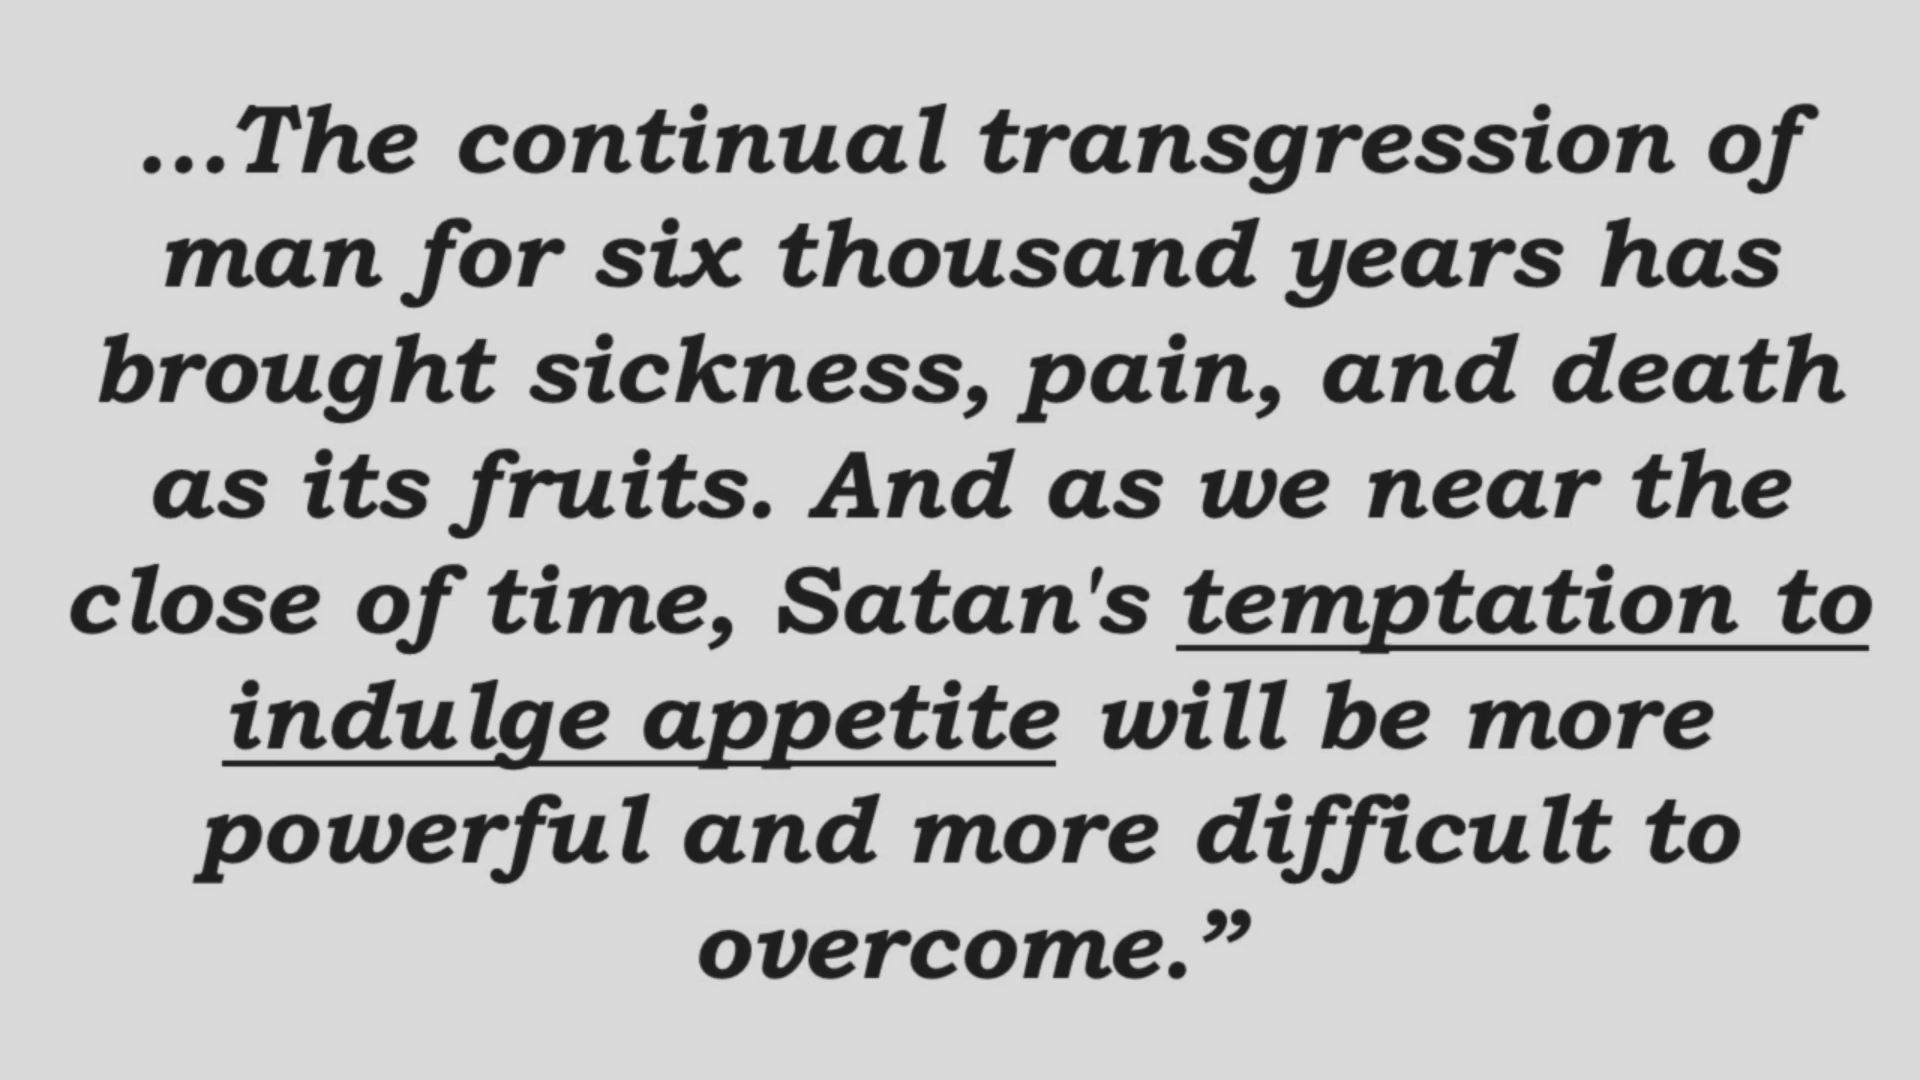 ...The continual transgression of
man for six thousand years has
brought sickness, pain, and death
as its fruits. And as we near the
close of time, Satan's temptation to
indulge appetite will be more
powerful and more difficult to
overcome.”